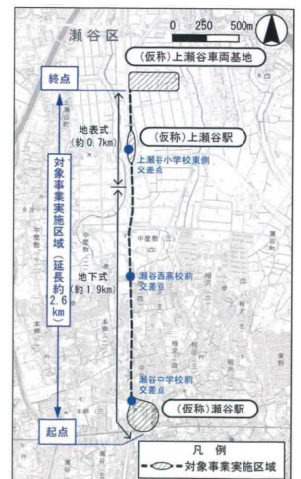 瀬谷区
0 250 500m
(仮称)上瀬谷車両基地
終点
(仮称)上瀬谷駅
地表式
(約0.7km)
上瀬谷小学校東側
交差点
対象事業実施区域(延長約2.6km)
地下式
(約1.9km)
瀬谷西高校前
交差点
瀬谷中学校前
交差点
(仮称)瀬谷駅
起点
凡 例
対象事業実施区域